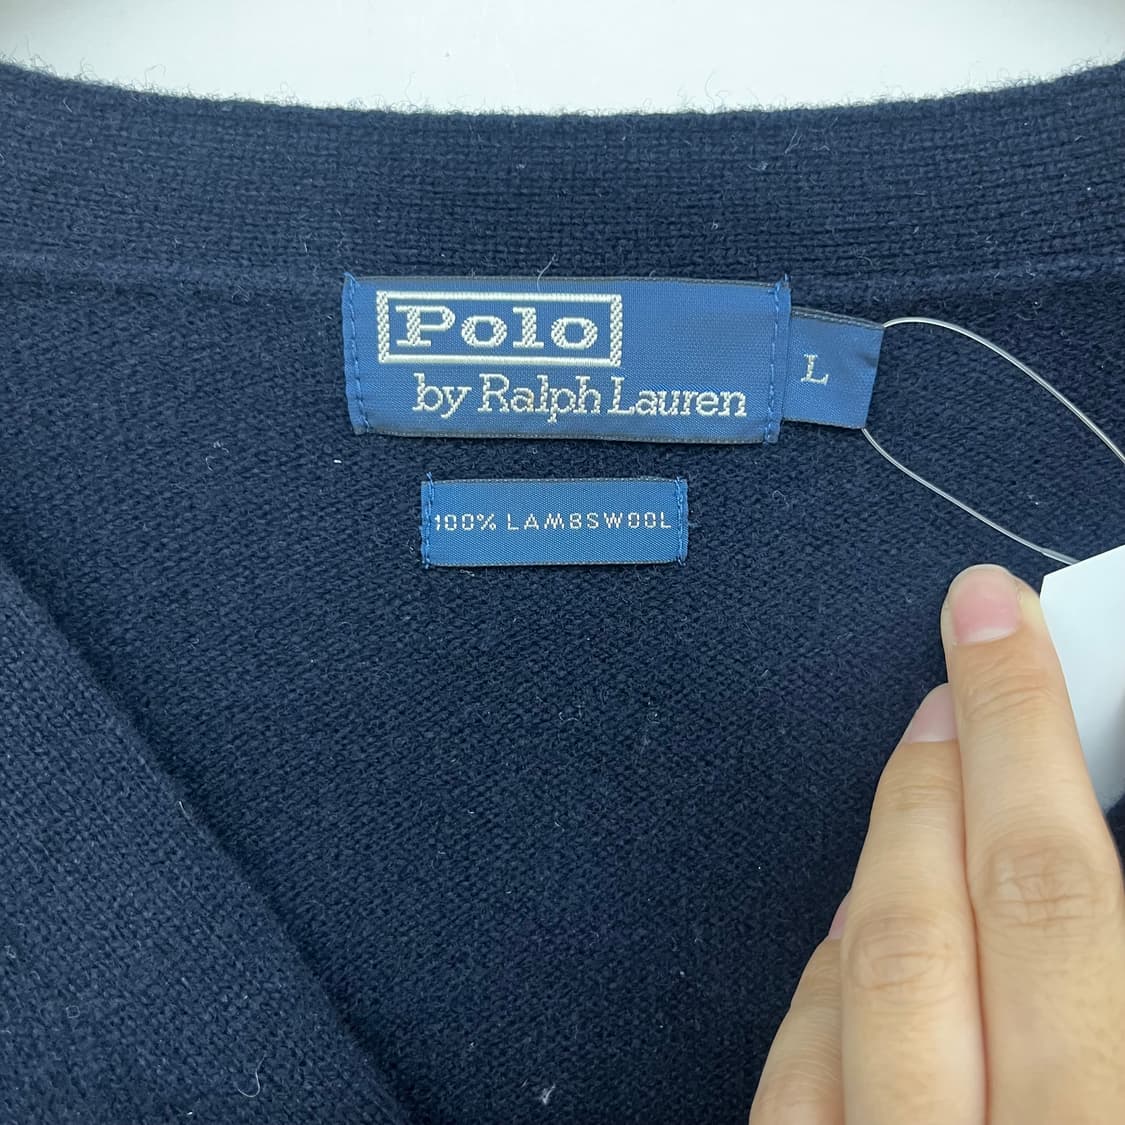 Polo
by Ralph Lauren
L
100% LAMBSWOOL